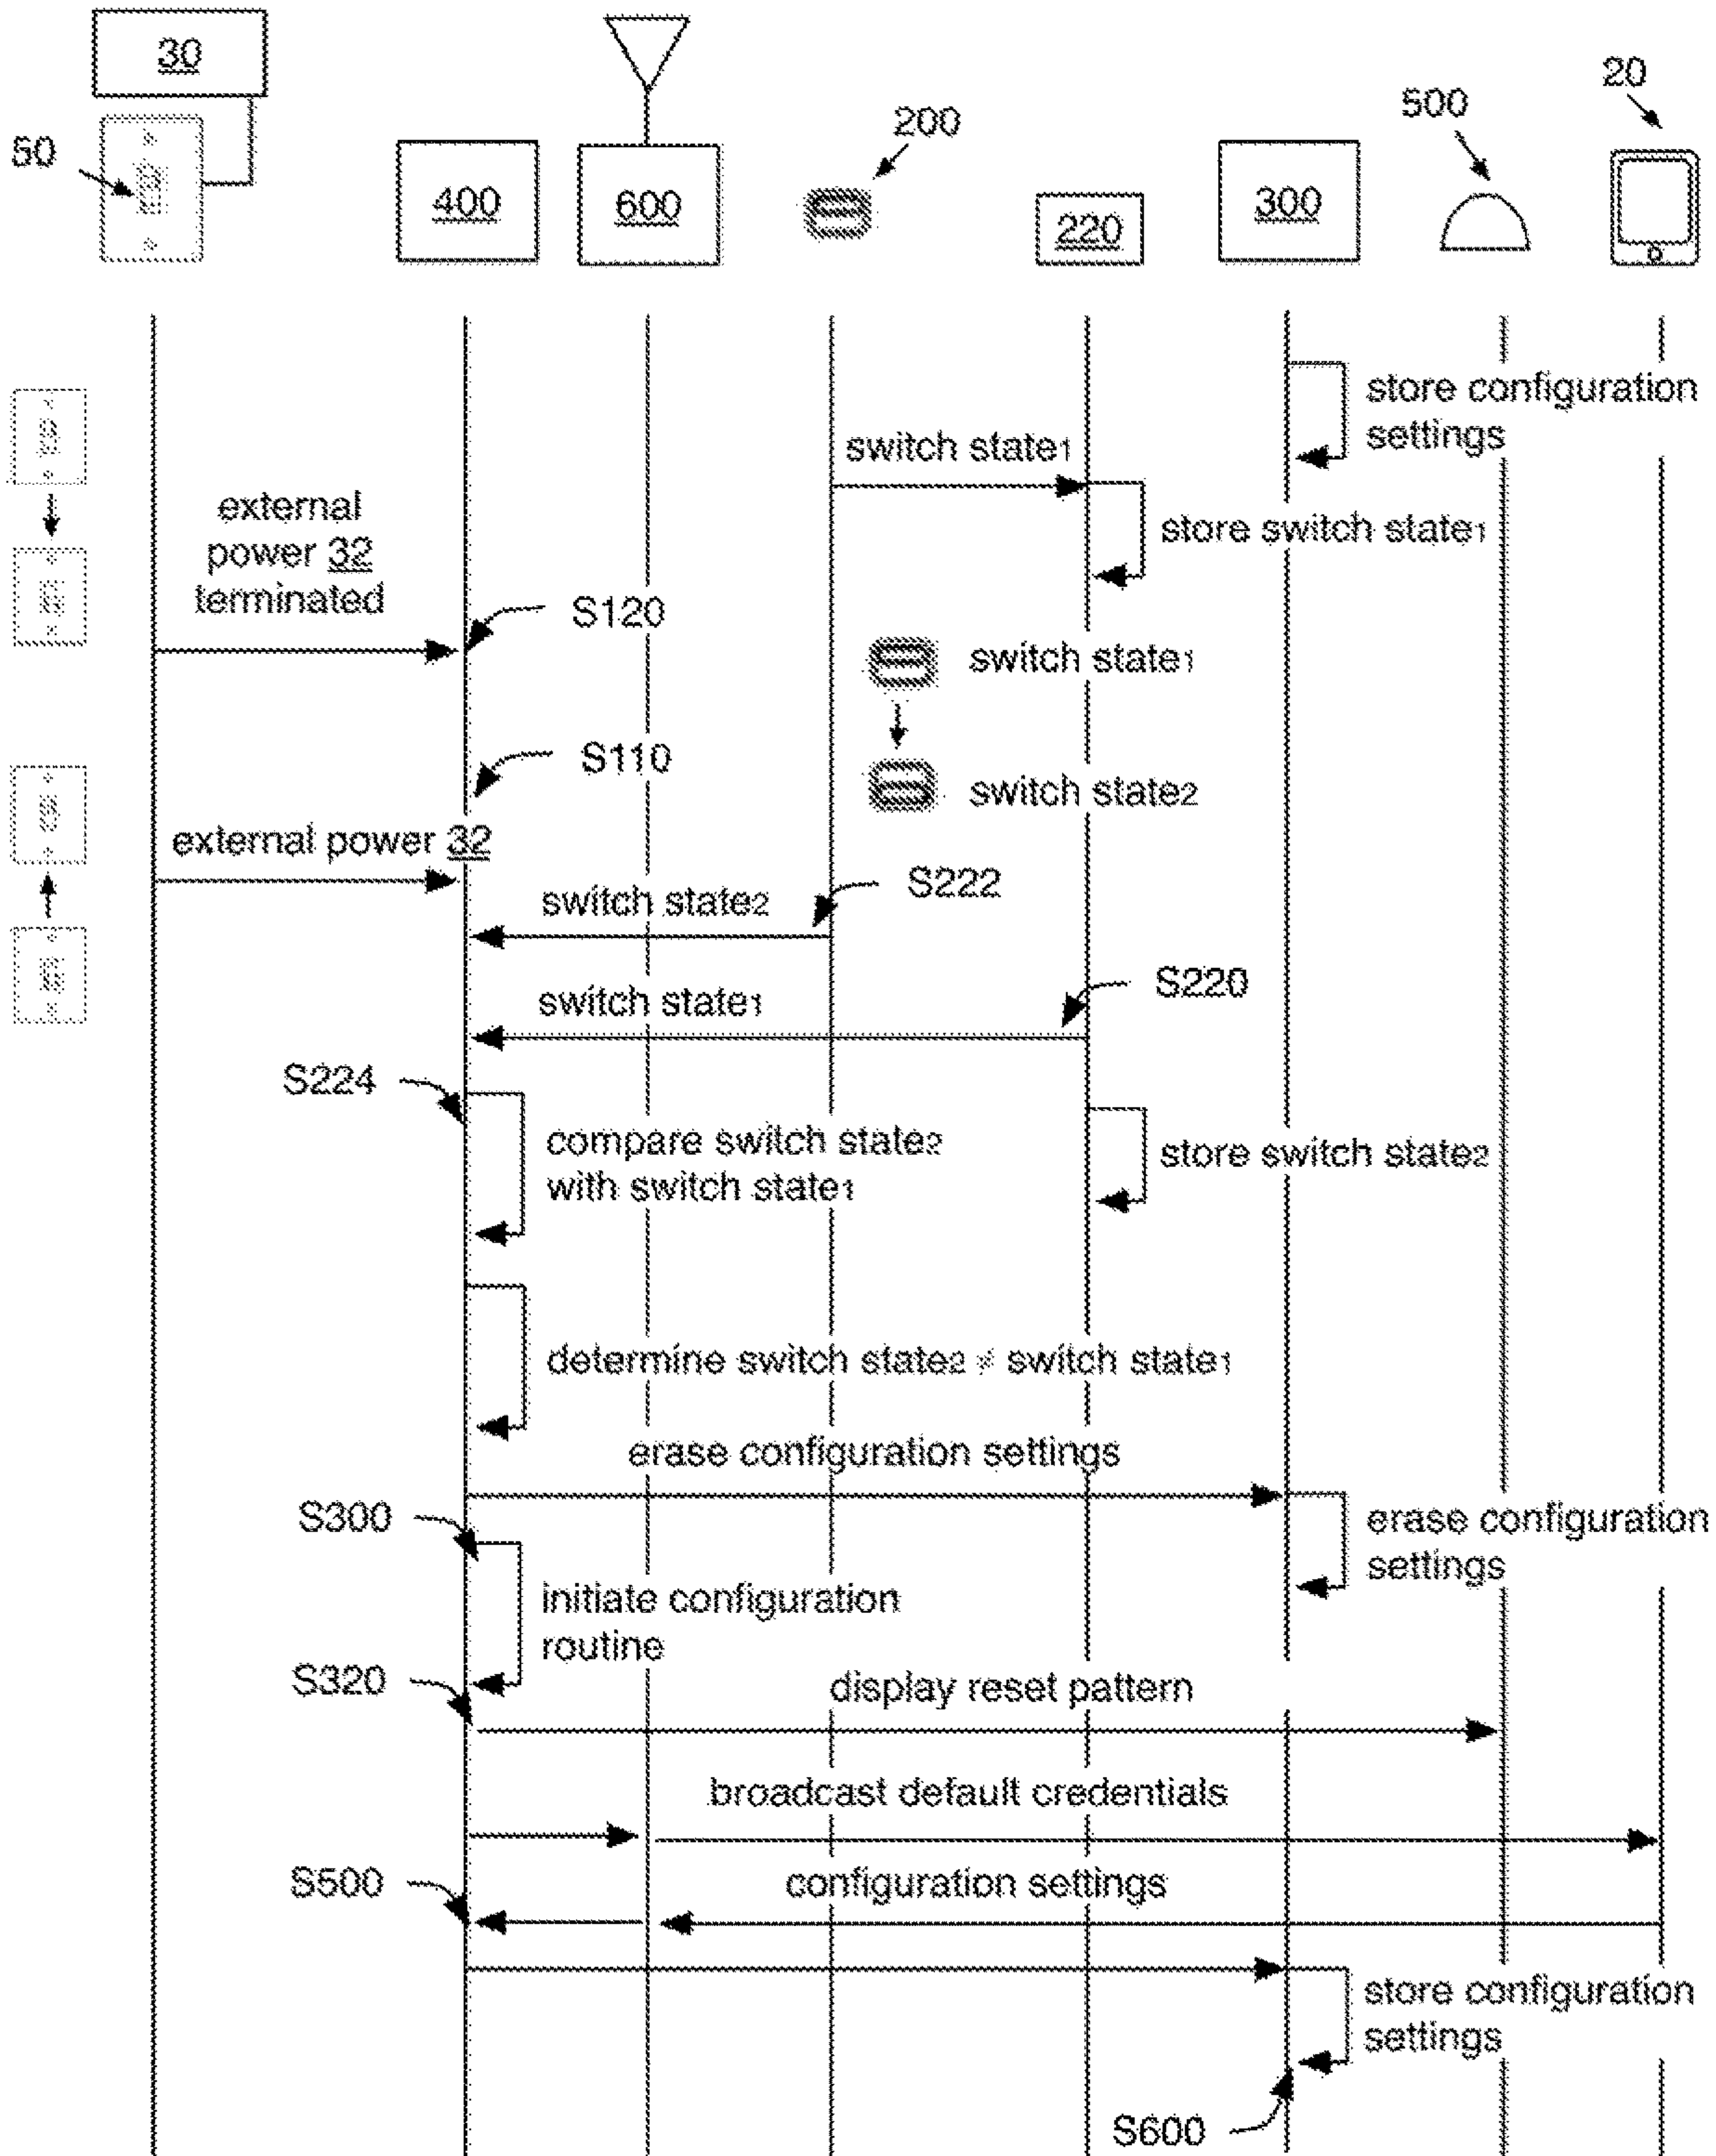 30
20
500
50
200
400
600
220
300
store configuration
settings
switch state1
external
power 32
terminated
store switch state1
S120
switch state1
S110
switch state2
external power 32
S222
switch state2
S220
switch state1
S224
compare switch state2
with switch state1
store switch state2
determine switch state2 ≠ switch state1
erase configuration settings
S300
erase configuration
settings
initiate configuration
routine
S320
display reset pattern
broadcast default credentials
S500
configuration settings
store configuration
settings
S600